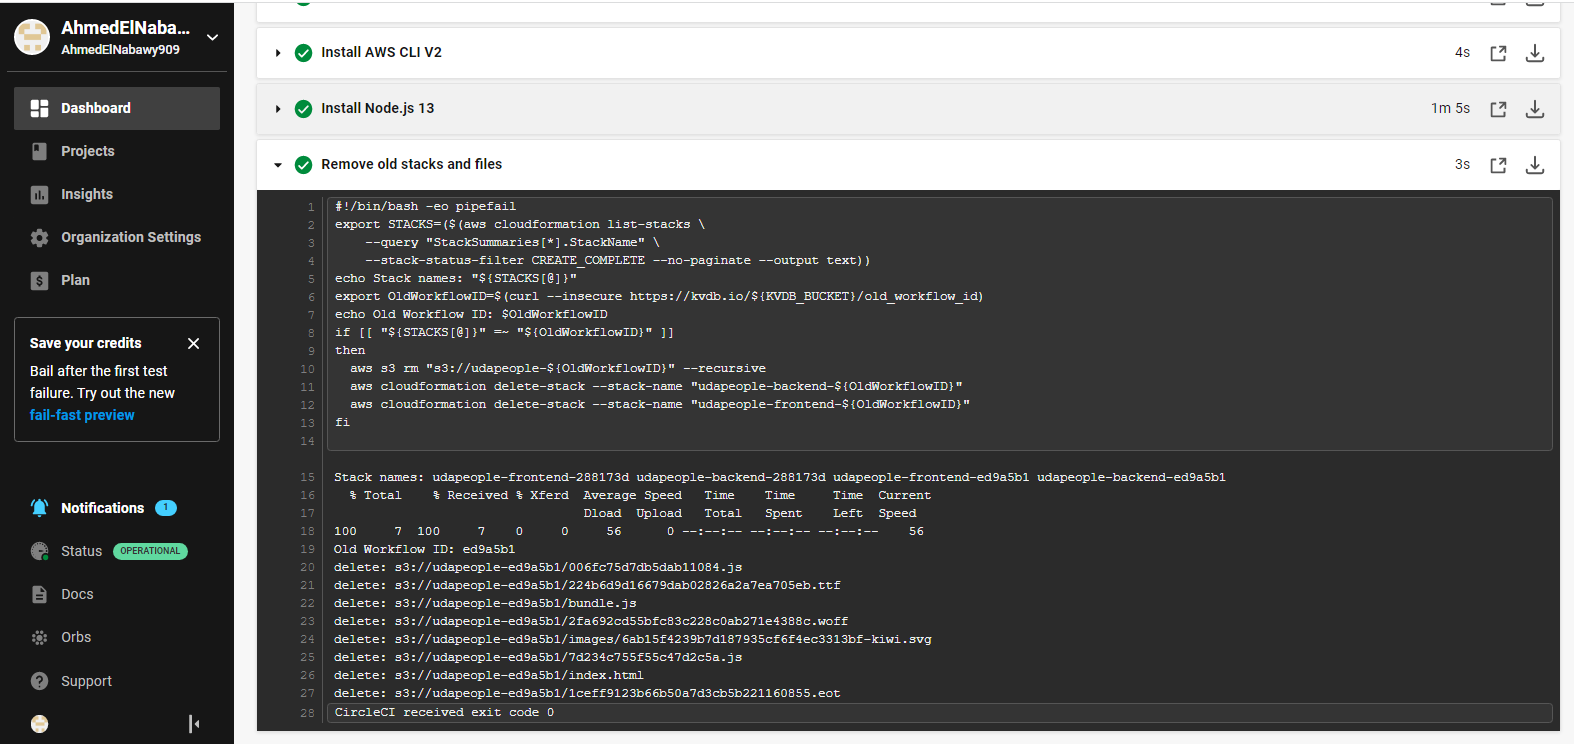 AhmedElNaba...
AhmedElNabawy909
Dashboard
Projects
Insights
Organization Settings
Plan
Save your credits
Bail after the first test
failure. Try out the new
fail-fast preview
Notifications 1
Status OPERATIONAL
Docs
Orbs
Support
Install AWS CLI V2 4s
Install Node.js 13 1m 5s
Remove old stacks and files 3s
1 #!/bin/bash -eo pipefail
2 export STACKS=($(aws cloudformation list-stacks \
3 --query "StackSummaries[*].StackName" \
4 --stack-status-filter CREATE_COMPLETE --no-paginate --output text))
5 echo Stack names: "${STACKS[@]}"
6 export OldWorkflowID=$(curl --insecure https://kvdb.io/${KVDB_BUCKET}/old_workflow_id)
7 echo Old Workflow ID: $OldWorkflowID
8 if [[ "${STACKS[@]}" =~ "${OldWorkflowID}" ]]
9 then
10 aws s3 rm "s3://udapeople-${OldWorkflowID}" --recursive
11 aws cloudformation delete-stack --stack-name "udapeople-backend-${OldWorkflowID}"
12 aws cloudformation delete-stack --stack-name "udapeople-frontend-${OldWorkflowID}"
13 fi
14
15 Stack names: udapeople-frontend-288173d udapeople-backend-288173d udapeople-frontend-ed9a5b1 udapeople-backend-ed9a5b1
16 % Total % Received % Xferd Average Speed Time Time Time Current
17 Dload Upload Total Spent Left Speed
18 100 7 100 7 0 0 56 0 --:--:-- --:--:-- --:--:-- 56
19 Old Workflow ID: ed9a5b1
20 delete: s3://udapeople-ed9a5b1/006fc75d7db5dab11084.js
21 delete: s3://udapeople-ed9a5b1/224b6d9d16679dab02826a2a7ea705eb.ttf
22 delete: s3://udapeople-ed9a5b1/bundle.js
23 delete: s3://udapeople-ed9a5b1/2fa692cd55bfc83c228c0ab271e4388c.woff
24 delete: s3://udapeople-ed9a5b1/images/6ab15f4239b7d187935cf6f4ec3313bf-kiwi.svg
25 delete: s3://udapeople-ed9a5b1/7d234c755f55c47d2c5a.js
26 delete: s3://udapeople-ed9a5b1/index.html
27 delete: s3://udapeople-ed9a5b1/1ceff9123b66b50a7d3cb5b221160855.eot
28 CircleCI received exit code 0